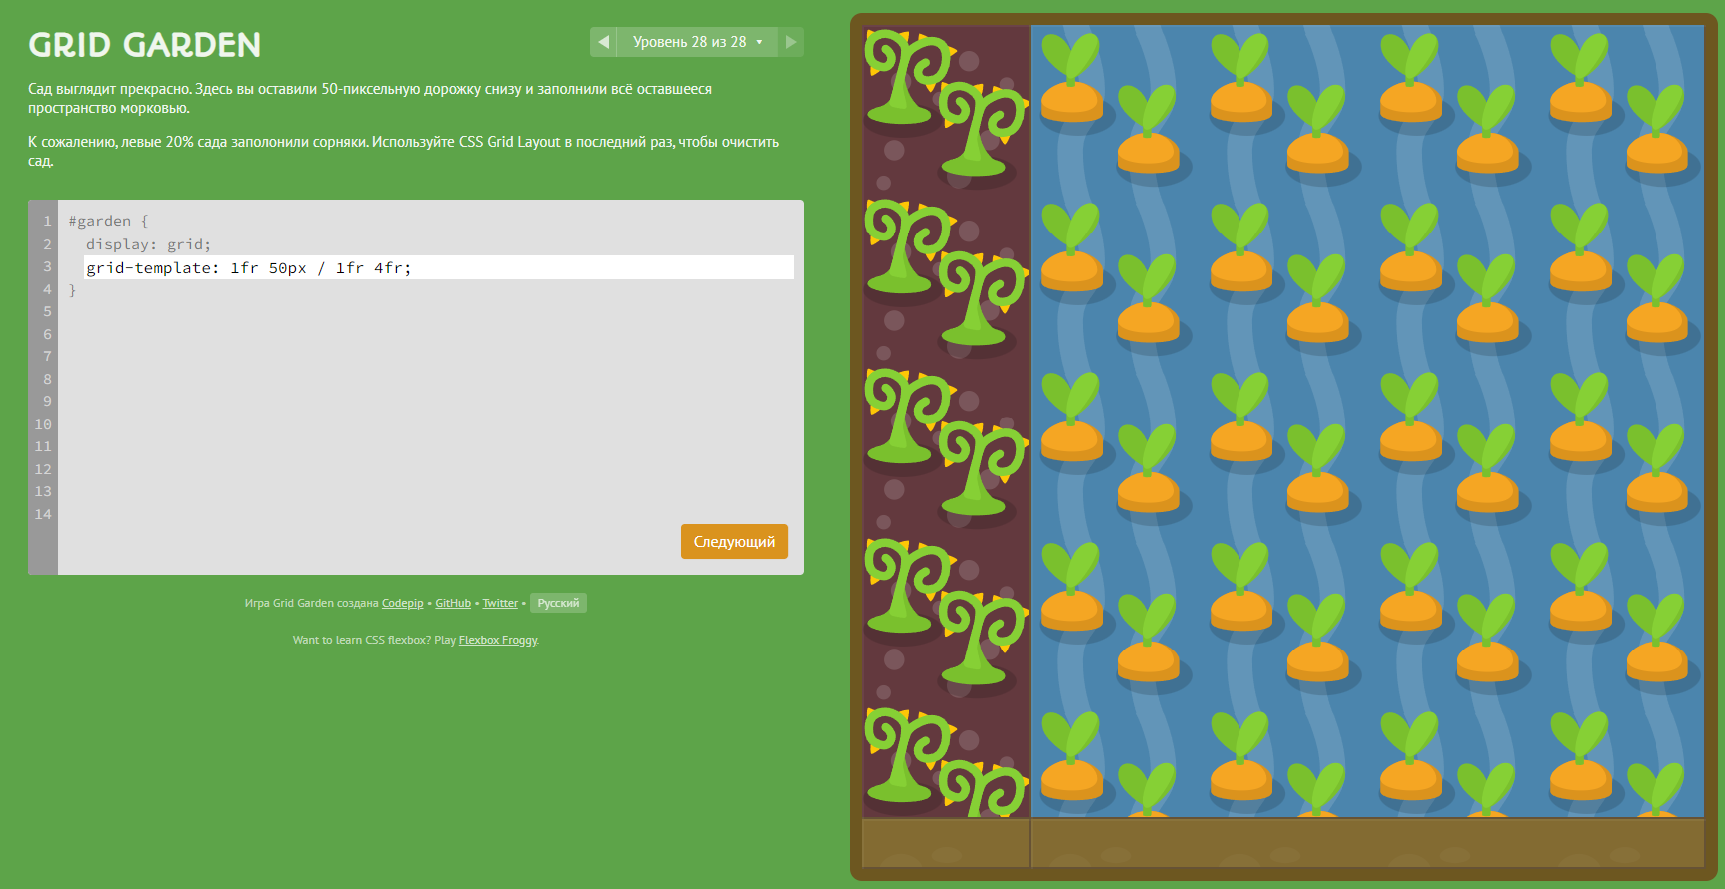 GRID GARDEN
Уровень 28 из 28
Сад выглядит прекрасно. Здесь вы оставили 50-пиксельную дорожку снизу и заполнили всё оставшееся
пространство морковью.
К сожалению, левые 20% сада заполонили сорняки. Используйте CSS Grid Layout в последний раз, чтобы очистить
сад.
1 #garden {
2 display: grid;
3 grid-template: 1fr 50px / 1fr 4fr;
4 }
5
6
7
8
9
10
11
12
13
14
Следующий
Игра Grid Garden создана Codepip • GitHub • Twitter • Русский
Want to learn CSS flexbox? Play Flexbox Froggy.